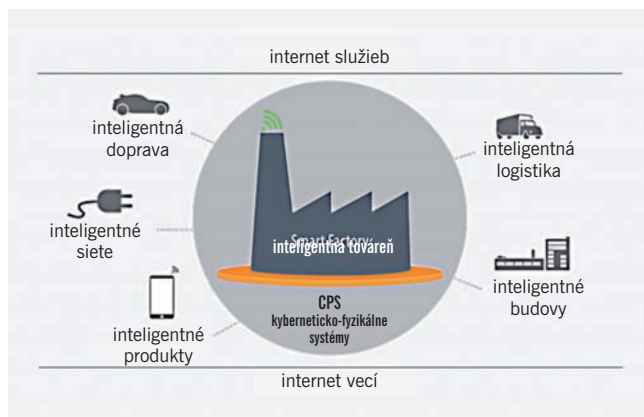 internet služieb
inteligentná
doprava
inteligentná
logistika
inteligentné
siete
Smart Factory
inteligentná továreň
inteligentné
budovy
CPS
kyberneticko-fyzikálne
systémy
inteligentné
produkty
internet vecí